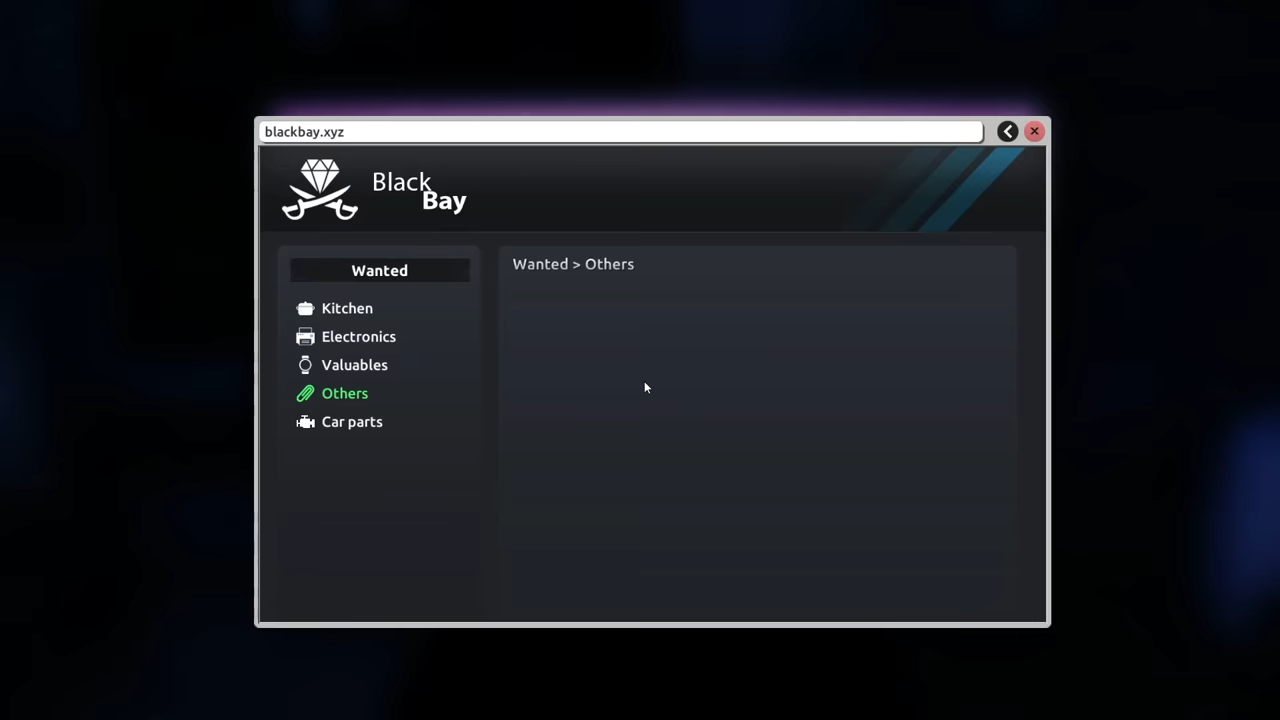 blackbay.xyz
Black
Bay
Wanted
Wanted > Others
Kitchen
Electronics
Valuables
Others
Car parts